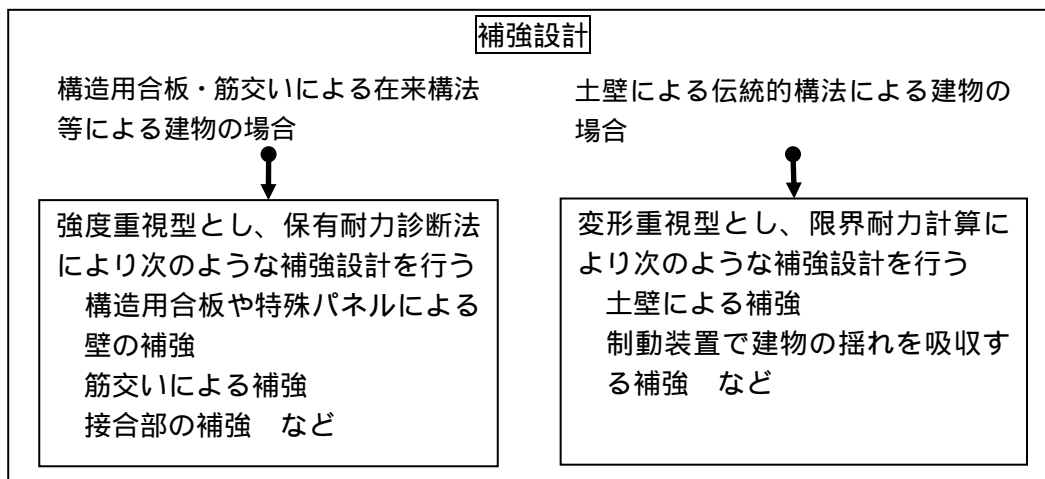 補強設計
構造用合板・筋交いによる在来構法
等による建物の場合
強度重視型とし、保有耐力診断法
により次のような補強設計を行う
構造用合板や特殊パネルによる
壁の補強
筋交いによる補強
接合部の補強　など
土壁による伝統的構法による建物の
場合
変形重視型とし、限界耐力計算に
より次のような補強設計を行う
土壁による補強
制動装置で建物の揺れを吸収す
る補強　など